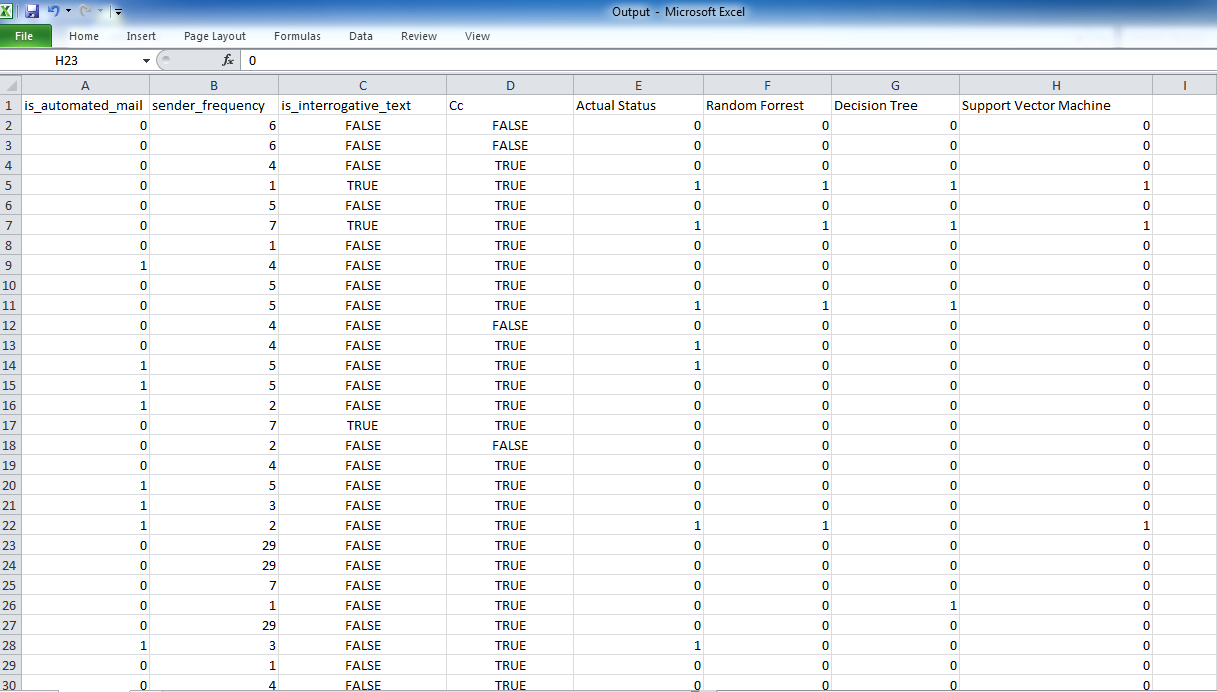 Output - Microsoft Excel
File Home Insert Page Layout Formulas Data Review View
H23 fx 0
A B C D E F G H I
1 is_automated_mail sender_frequency is_interrogative_text Cc Actual Status Random Forrest Decision Tree Support Vector Machine
2 0 6 FALSE FALSE 0 0 0 0
3 0 6 FALSE FALSE 0 0 0 0
4 0 4 FALSE TRUE 0 0 0 0
5 0 1 TRUE TRUE 1 1 1 1
6 0 5 FALSE TRUE 0 0 0 0
7 0 7 TRUE TRUE 1 1 1 1
8 0 1 FALSE TRUE 0 0 0 0
9 1 4 FALSE TRUE 0 0 0 0
10 0 5 FALSE TRUE 0 0 0 0
11 0 5 FALSE TRUE 1 1 1 0
12 0 4 FALSE FALSE 0 0 0 0
13 0 4 FALSE TRUE 1 0 0 0
14 1 5 FALSE TRUE 1 0 0 0
15 1 5 FALSE TRUE 0 0 0 0
16 1 2 FALSE TRUE 0 0 0 0
17 0 7 TRUE TRUE 0 0 0 0
18 0 2 FALSE FALSE 0 0 0 0
19 0 4 FALSE TRUE 0 0 0 0
20 1 5 FALSE TRUE 0 0 0 0
21 1 3 FALSE TRUE 0 0 0 0
22 1 2 FALSE TRUE 1 1 0 1
23 0 29 FALSE TRUE 0 0 0 0
24 0 29 FALSE TRUE 0 0 0 0
25 0 7 FALSE TRUE 0 0 0 0
26 0 1 FALSE TRUE 0 0 1 0
27 0 29 FALSE TRUE 0 0 0 0
28 1 3 FALSE TRUE 1 0 0 0
29 0 1 FALSE TRUE 0 0 0 0
30 0 4 FALSE TRUE 0 0 0 0